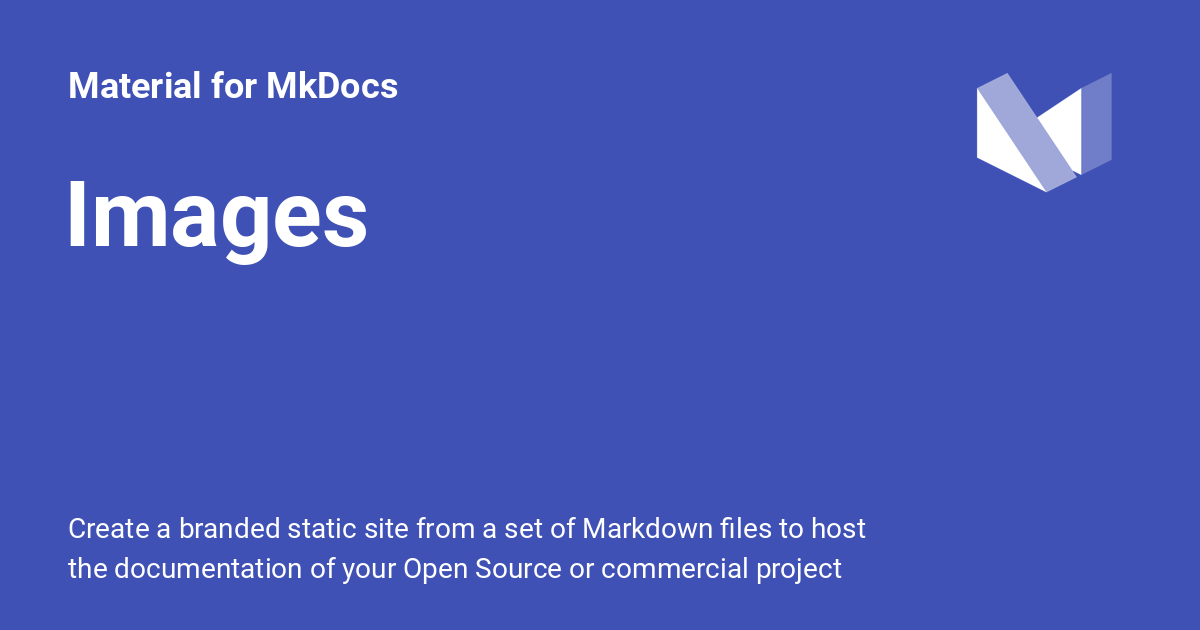 Material for MkDocs
Images
Create a branded static site from a set of Markdown files to host
the documentation of your Open Source or commercial project